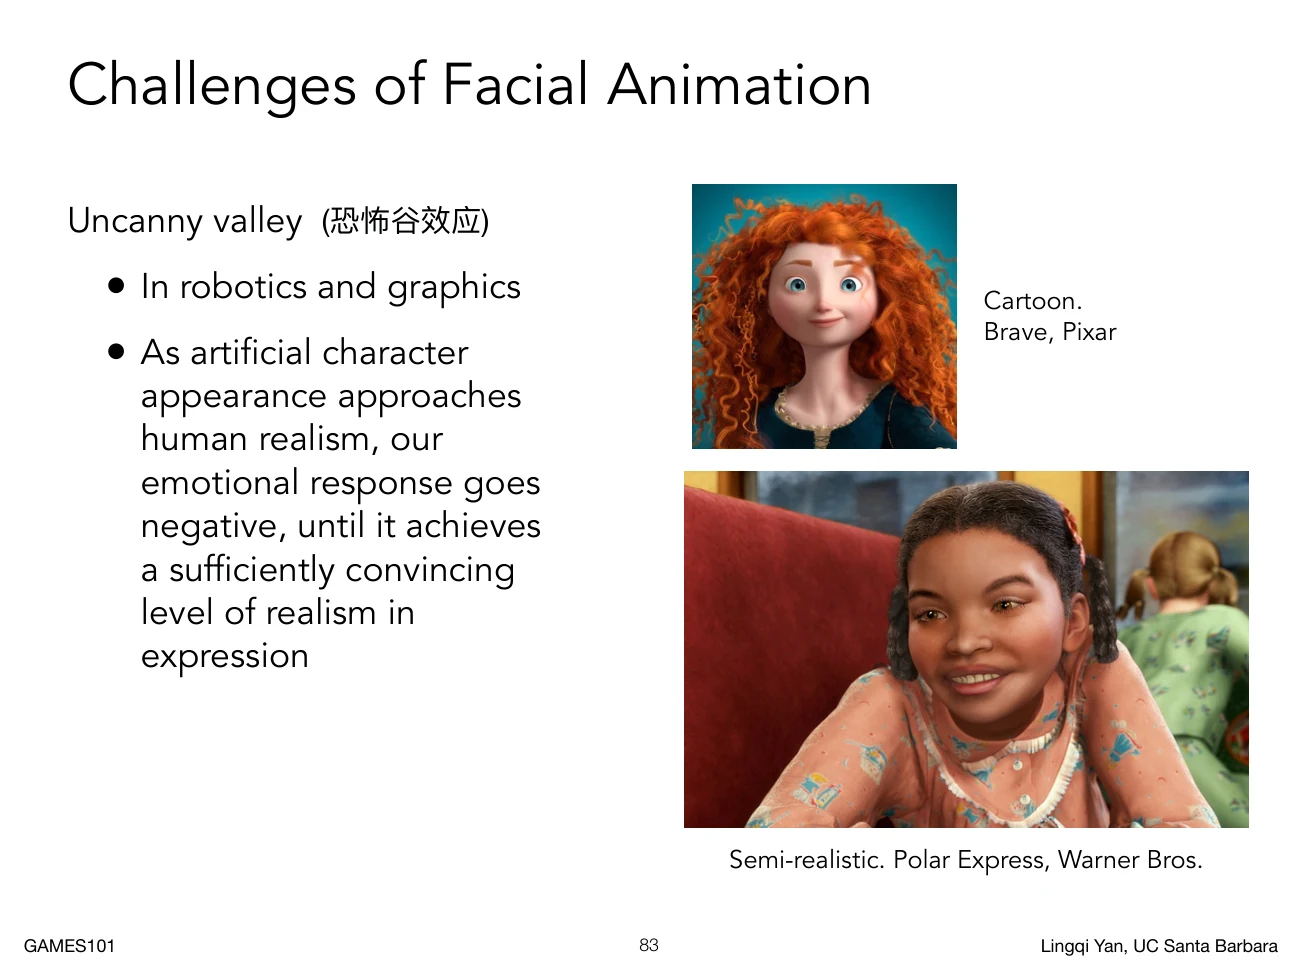 Challenges of Facial Animation
Uncanny valley (恐怖谷效应)
• In robotics and graphics
• As artificial character
appearance approaches
human realism, our
emotional response goes
negative, until it achieves
a sufficiently convincing
level of realism in
expression
Cartoon.
Brave, Pixar
Semi-realistic. Polar Express, Warner Bros.
GAMES101
83
Lingqi Yan, UC Santa Barbara